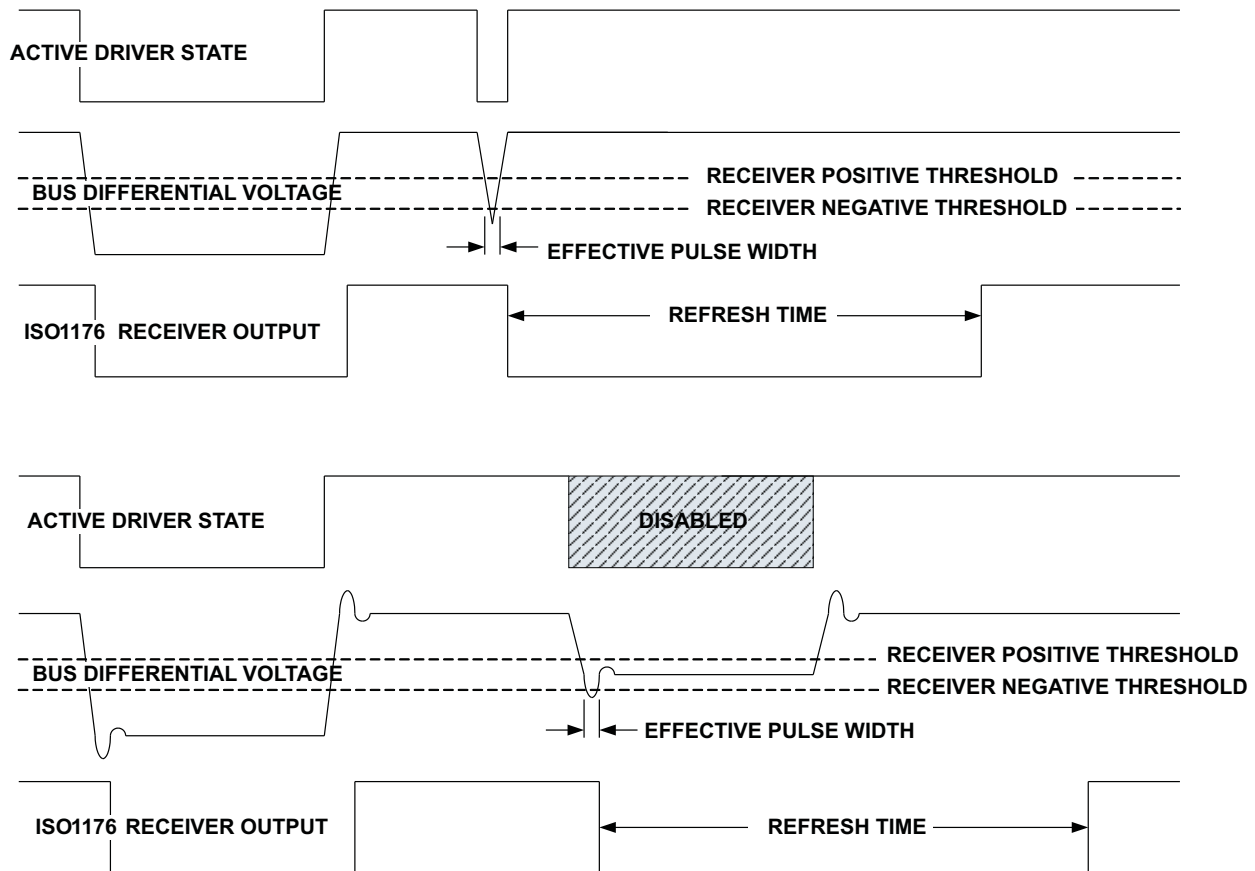 ACTIVE DRIVER STATE
RECEIVER POSITIVE THRESHOLD
BUS DIFFERENTIAL VOLTAGE
RECEIVER NEGATIVE THRESHOLD
EFFECTIVE PULSE WIDTH
REFRESH TIME
ISO1176 RECEIVER OUTPUT
ACTIVE DRIVER STATE
DISABLED
RECEIVER POSITIVE THRESHOLD
BUS DIFFERENTIAL VOLTAGE
RECEIVER NEGATIVE THRESHOLD
EFFECTIVE PULSE WIDTH
ISO1176 RECEIVER OUTPUT
REFRESH TIME